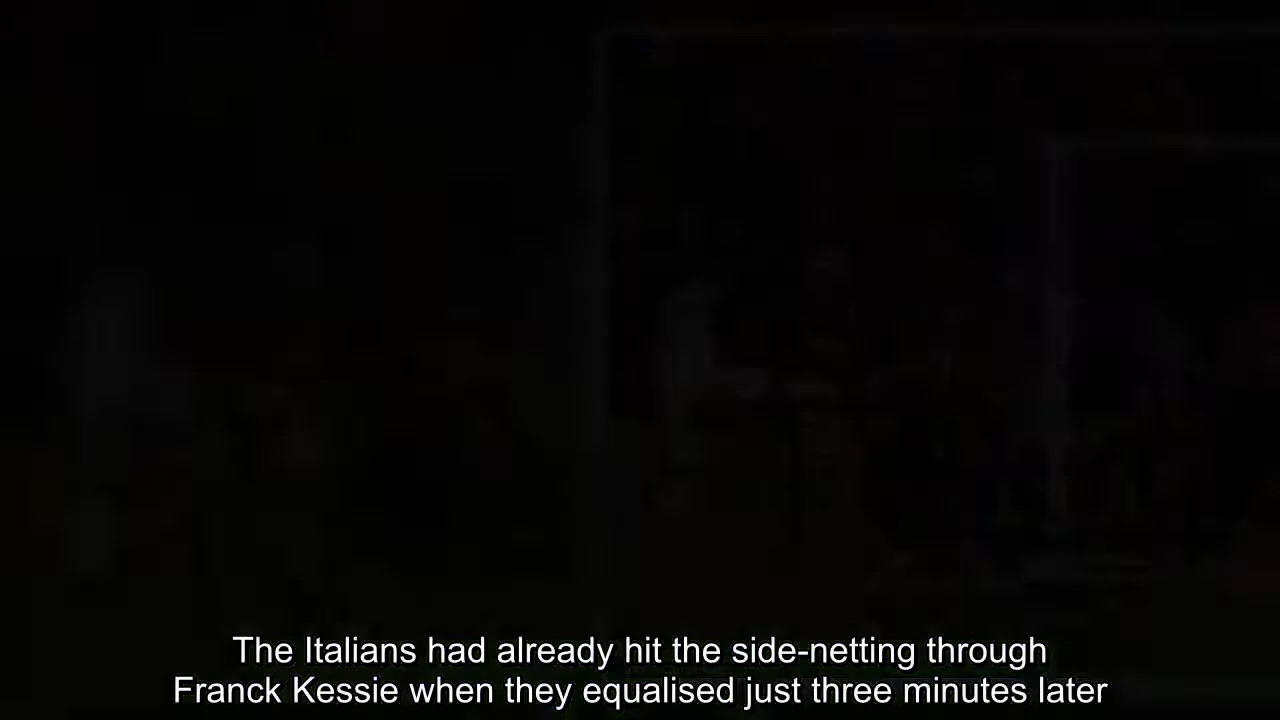 The Italians had already hit the side-netting through
Franck Kessie when they equalised just three minutes later